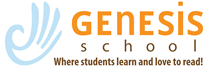 GENESIS
school
Where students learn and love to read!